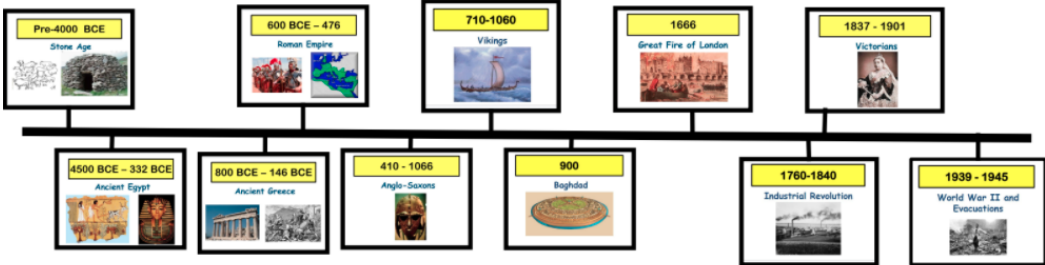 Pre-4000 BCE
Stone Age
600 BCE – 476
Roman Empire
710-1060
Vikings
1666
Great Fire of London
1837 - 1901
Victorians
4500 BCE – 332 BCE
Ancient Egypt
800 BCE – 146 BCE
Ancient Greece
410 - 1066
Anglo-Saxons
900
Baghdad
1760-1840
Industrial Revolution
1939 - 1945
World War II and
Evacuations